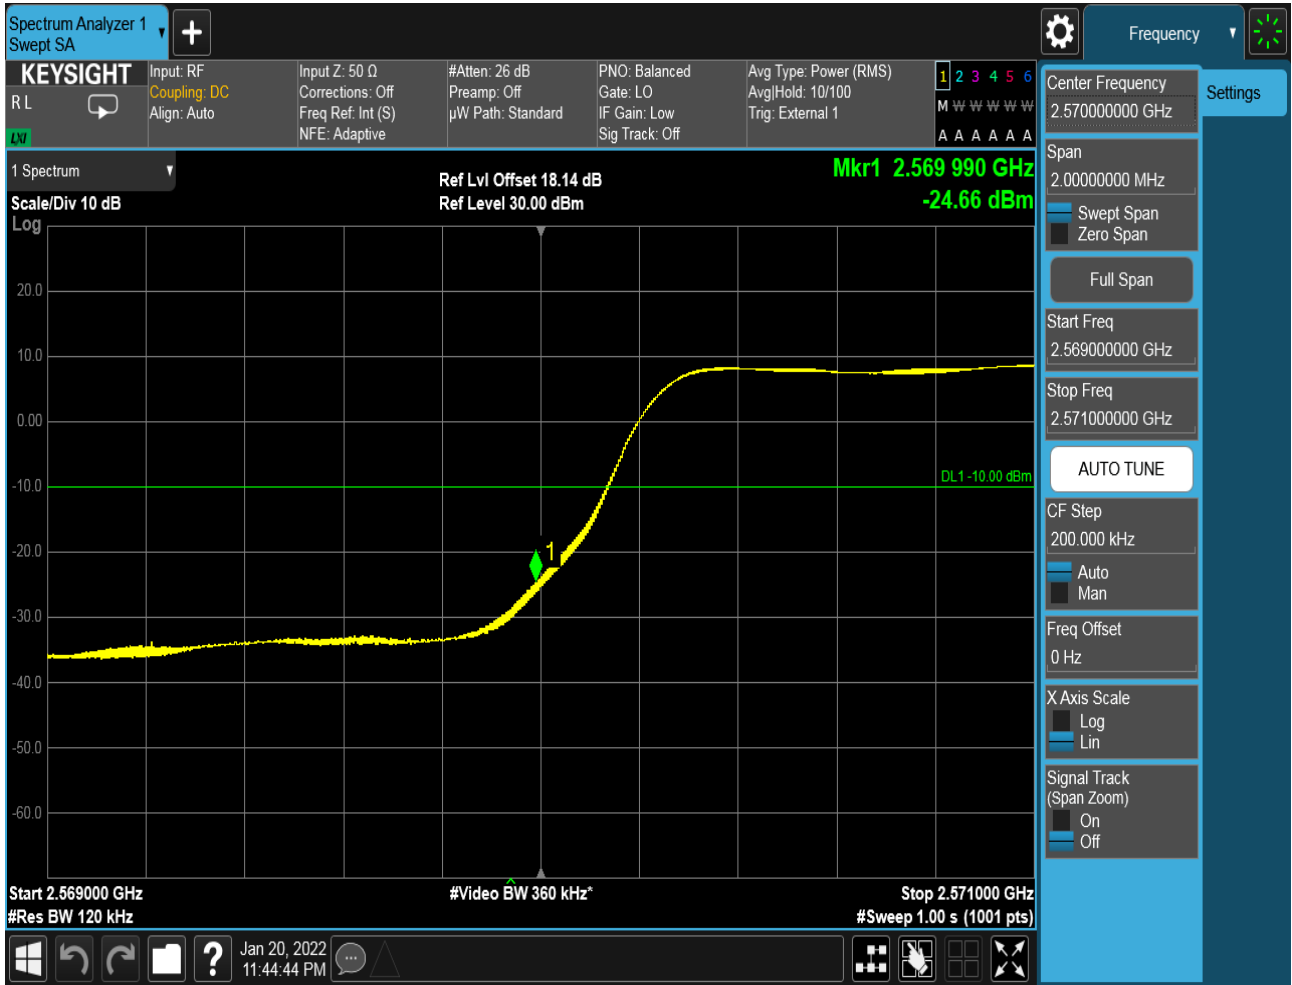 Spectrum Analyzer 1
Swept SA
+
Frequency
KEYSIGHT
R L
LXI
Input: RF
Coupling: DC
Align: Auto
Input Z: 50 Ω
Corrections: Off
Freq Ref: Int (S)
NFE: Adaptive
#Atten: 26 dB
Preamp: Off
µW Path: Standard
PNO: Balanced
Gate: LO
IF Gain: Low
Sig Track: Off
Avg Type: Power (RMS)
Avg|Hold: 10/100
Trig: External 1
1 2 3 4 5 6
M W W W W W
A A A A A A
1 Spectrum
Scale/Div 10 dB
Log
Ref Lvl Offset 18.14 dB
Ref Level 30.00 dBm
Mkr1 2.569 990 GHz
-24.66 dBm
20.0
10.0
0.00
-10.0
-20.0
-30.0
-40.0
-50.0
-60.0
DL1 -10.00 dBm
1
Start 2.569000 GHz
#Res BW 120 kHz
#Video BW 360 kHz*
Stop 2.571000 GHz
#Sweep 1.00 s (1001 pts)
Center Frequency
2.570000000 GHz
Settings
Span
2.00000000 MHz
Swept Span
Zero Span
Full Span
Start Freq
2.569000000 GHz
Stop Freq
2.571000000 GHz
AUTO TUNE
CF Step
200.000 kHz
Auto
Man
Freq Offset
0 Hz
X Axis Scale
Log
Lin
Signal Track
(Span Zoom)
On
Off
?
Jan 20, 2022
11:44:44 PM